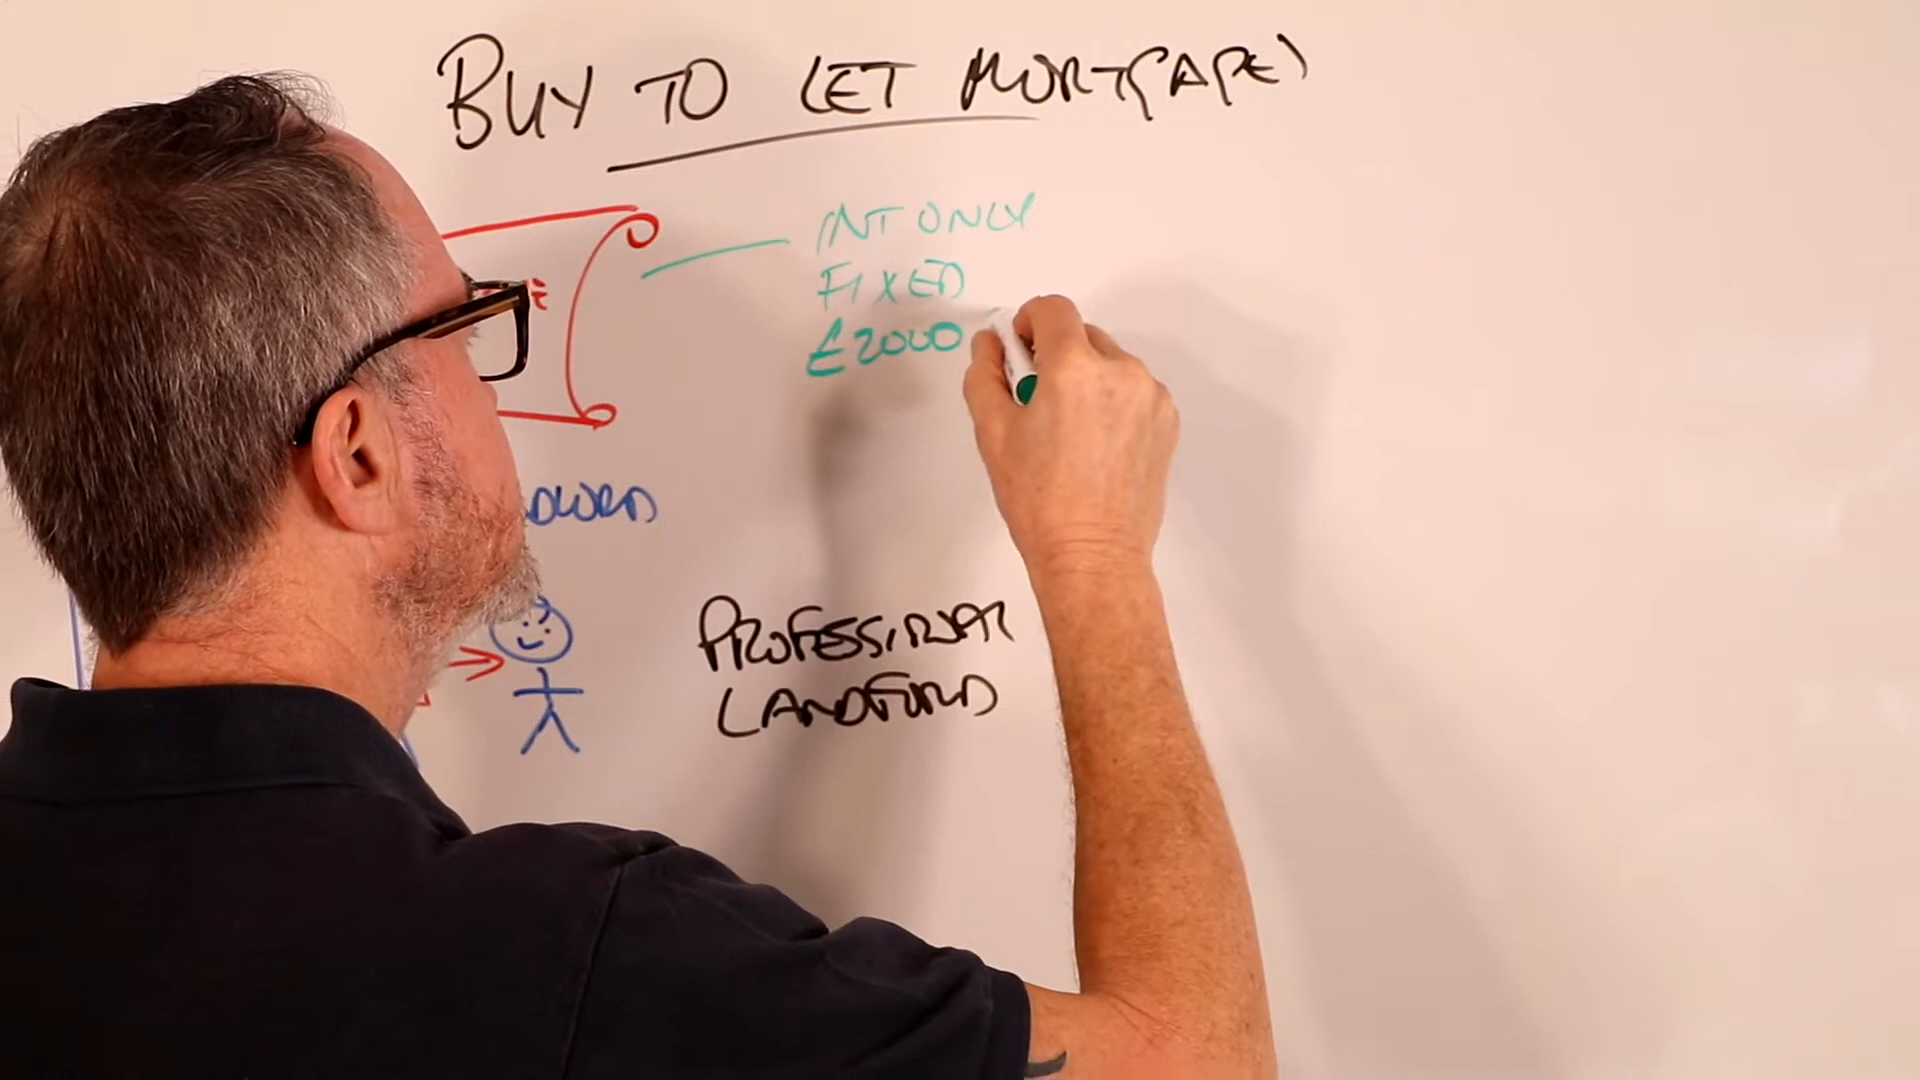 BUY TO LET MORTGAGES
INT ONLY
FIXED
£2000
PROFESSIONAL
LANDLORD